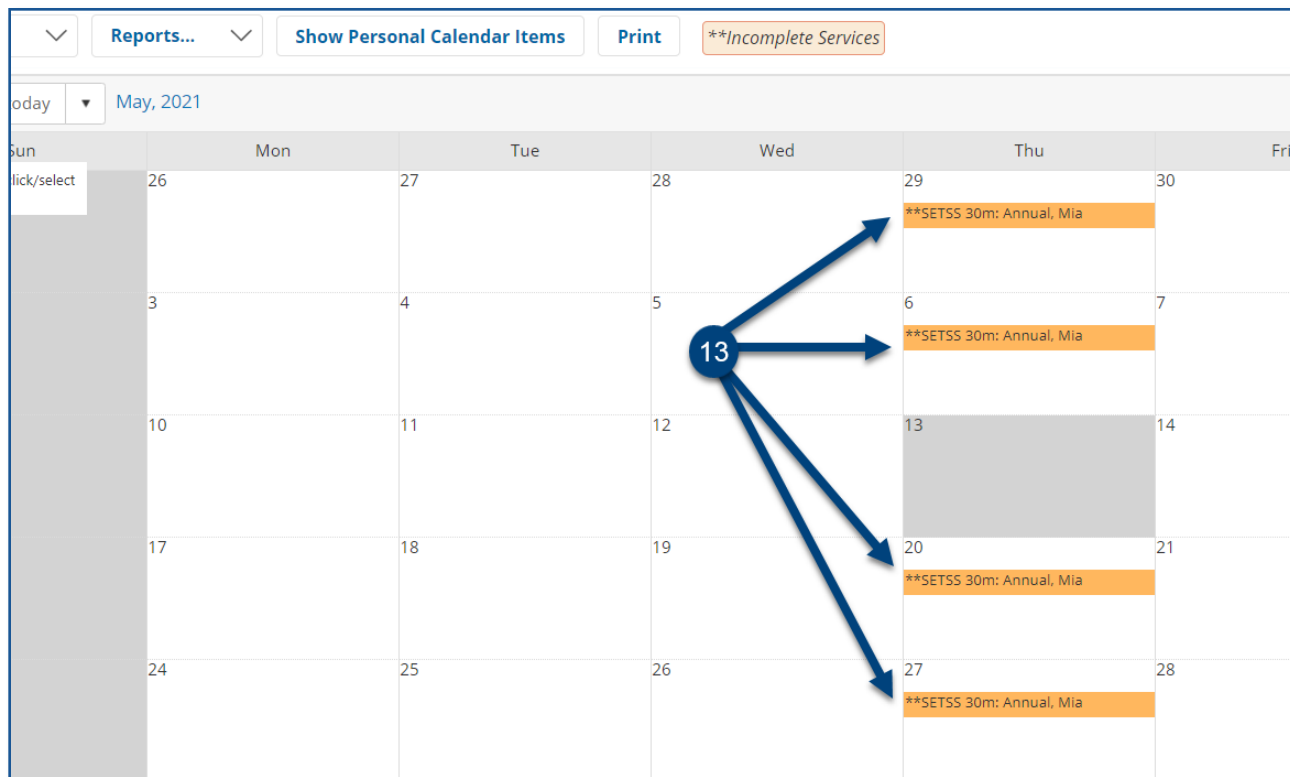 Reports...
Show Personal Calendar Items
Print
**Incomplete Services
oday
May, 2021
Sun
Mon
Tue
Wed
Thu
Fri
lick/select
26
27
28
29
30
**SETSS 30m: Annual, Mia
3
4
5
6
7
**SETSS 30m: Annual, Mia
13
10
11
12
13
14
17
18
19
20
21
**SETSS 30m: Annual, Mia
24
25
26
27
28
**SETSS 30m: Annual, Mia